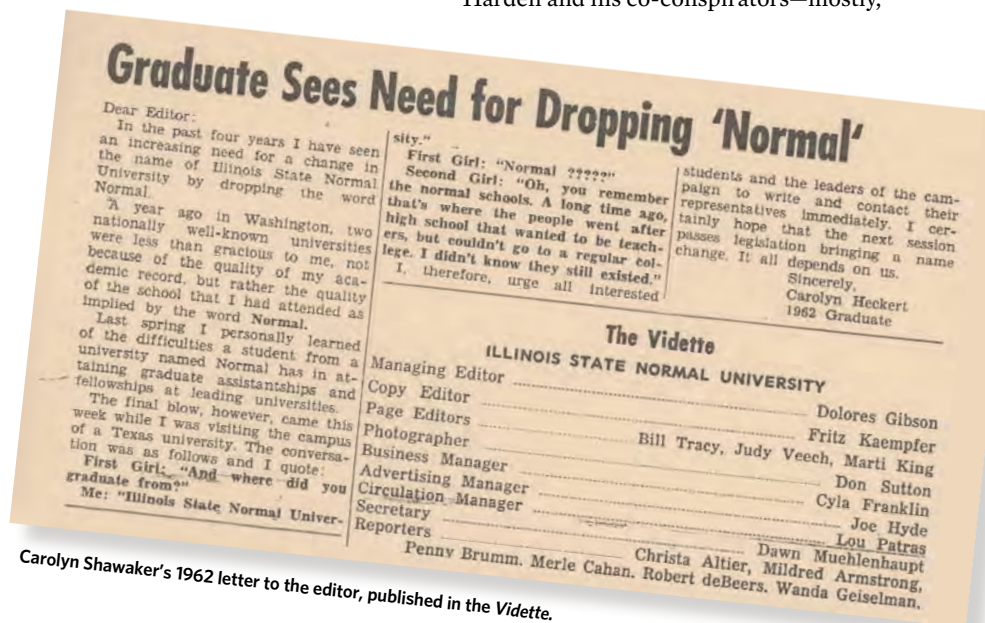 Harden and his co-conspirators—mostly,
Graduate Sees Need for Dropping 'Normal'
Dear Editor:
In the past four years I have seen
an increasing need for a change in
the name of Illinois State Normal
University by dropping the word
Normal.
A year ago in Washington, two
nationally well-known universities
were less than gracious to me, not
because of the quality of my aca-
demic record, but rather the quality
of the school that I had attended as
implied by the word Normal.
Last spring I personally learned
of the difficulties a student from a
university named Normal has in at-
taining graduate assistantships and
fellowships at leading universities.
The final blow, however, came this
week while I was visiting the campus
of a Texas university. The conversa-
tion was as follows and I quote:
First Girl: "And where did you
graduate from?"
Me: "Illinois State Normal Univer-
sity."
First Girl: "Normal ?????"
Second Girl: "Oh, you remember
the normal schools. A long time ago,
that's where the people went after
high school that wanted to be teach-
ers, but couldn't go to a regular col-
lege. I didn't know they still existed."
I, therefore, urge all interested
students and the leaders of the cam-
paign to write and contact their
representatives immediately. I cer-
tainly hope that the next session
passes legislation bringing a name
change. It all depends on us.
Sincerely,
Carolyn Heckert
1962 Graduate
The Vidette
ILLINOIS STATE NORMAL UNIVERSITY
Managing Editor ........ Dolores Gibson
Copy Editor ........ Fritz Kaempfer
Page Editors ........ Bill Tracy, Judy Veech, Marti King
Photographer ........ Don Sutton
Business Manager ........ Cyla Franklin
Advertising Manager ........ Joe Hyde
Circulation Manager ........ Lou Patras
Secretary ........ Dawn Muehlenhaupt
Reporters ........ Christa Altier, Mildred Armstrong,
Penny Brumm, Merle Cahan, Robert deBeers, Wanda Geiselman,
Carolyn Shawaker's 1962 letter to the editor, published in the Vidette.